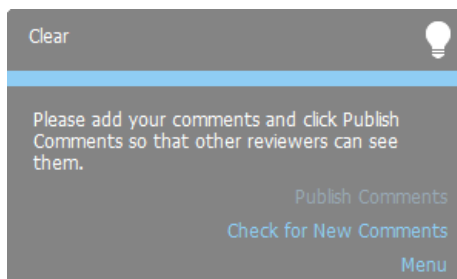 Clear
Please add your comments and click Publish
Comments so that other reviewers can see
them.
Publish Comments
Check for New Comments
Menu